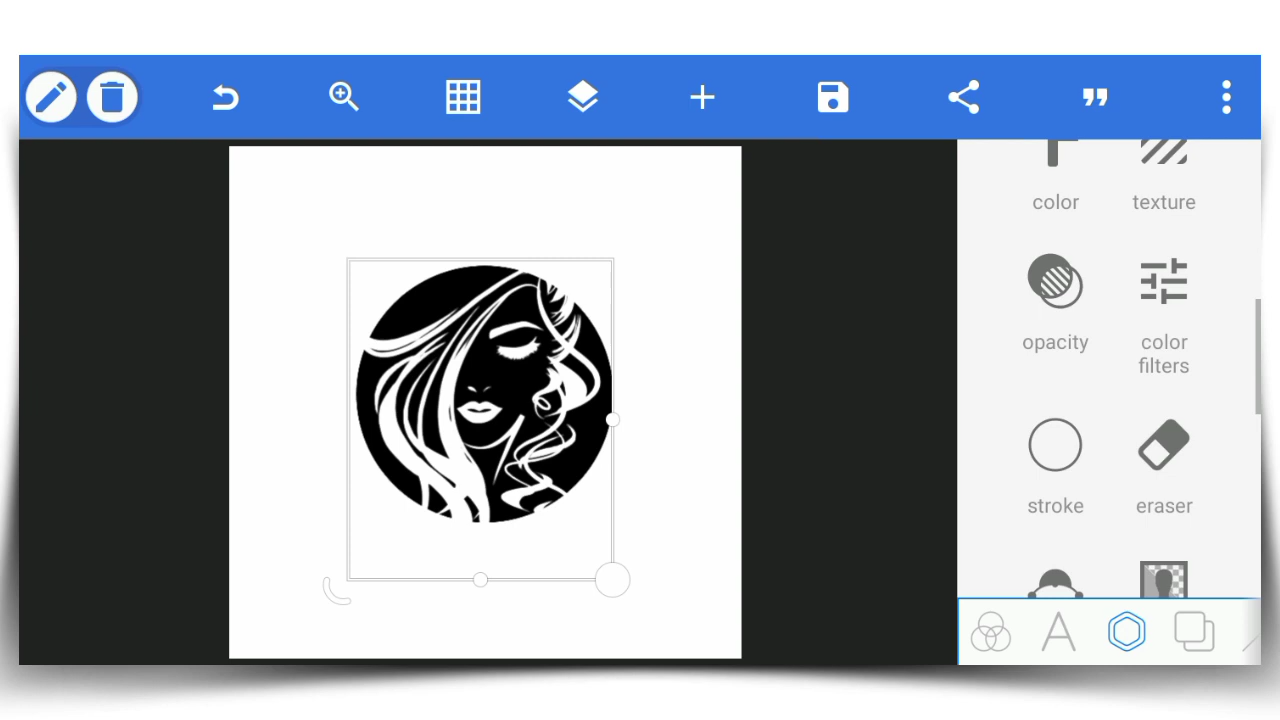 color texture
opacity color
filters
stroke eraser